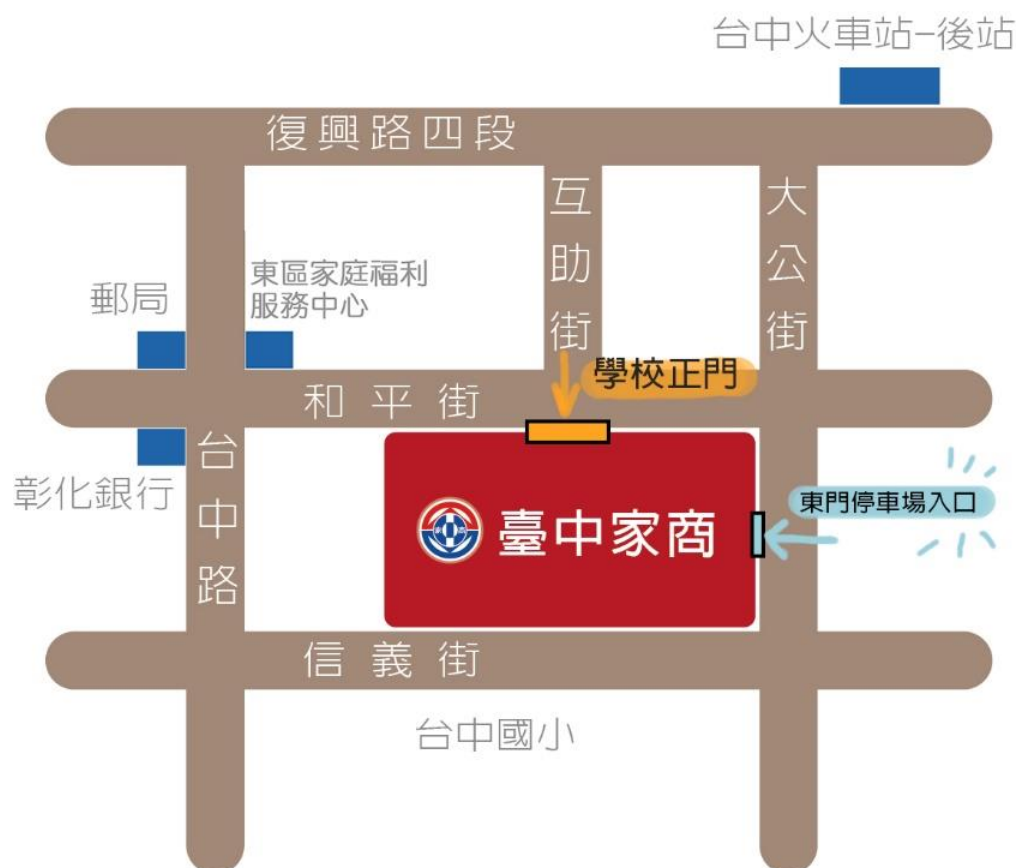 台中火車站-後站
復興路四段
互助街
大公街
東區家庭福利
服務中心
郵局
學校正門
和平街
台中路
彰化銀行
東門停車場入口
臺中家商
信義街
台中國小